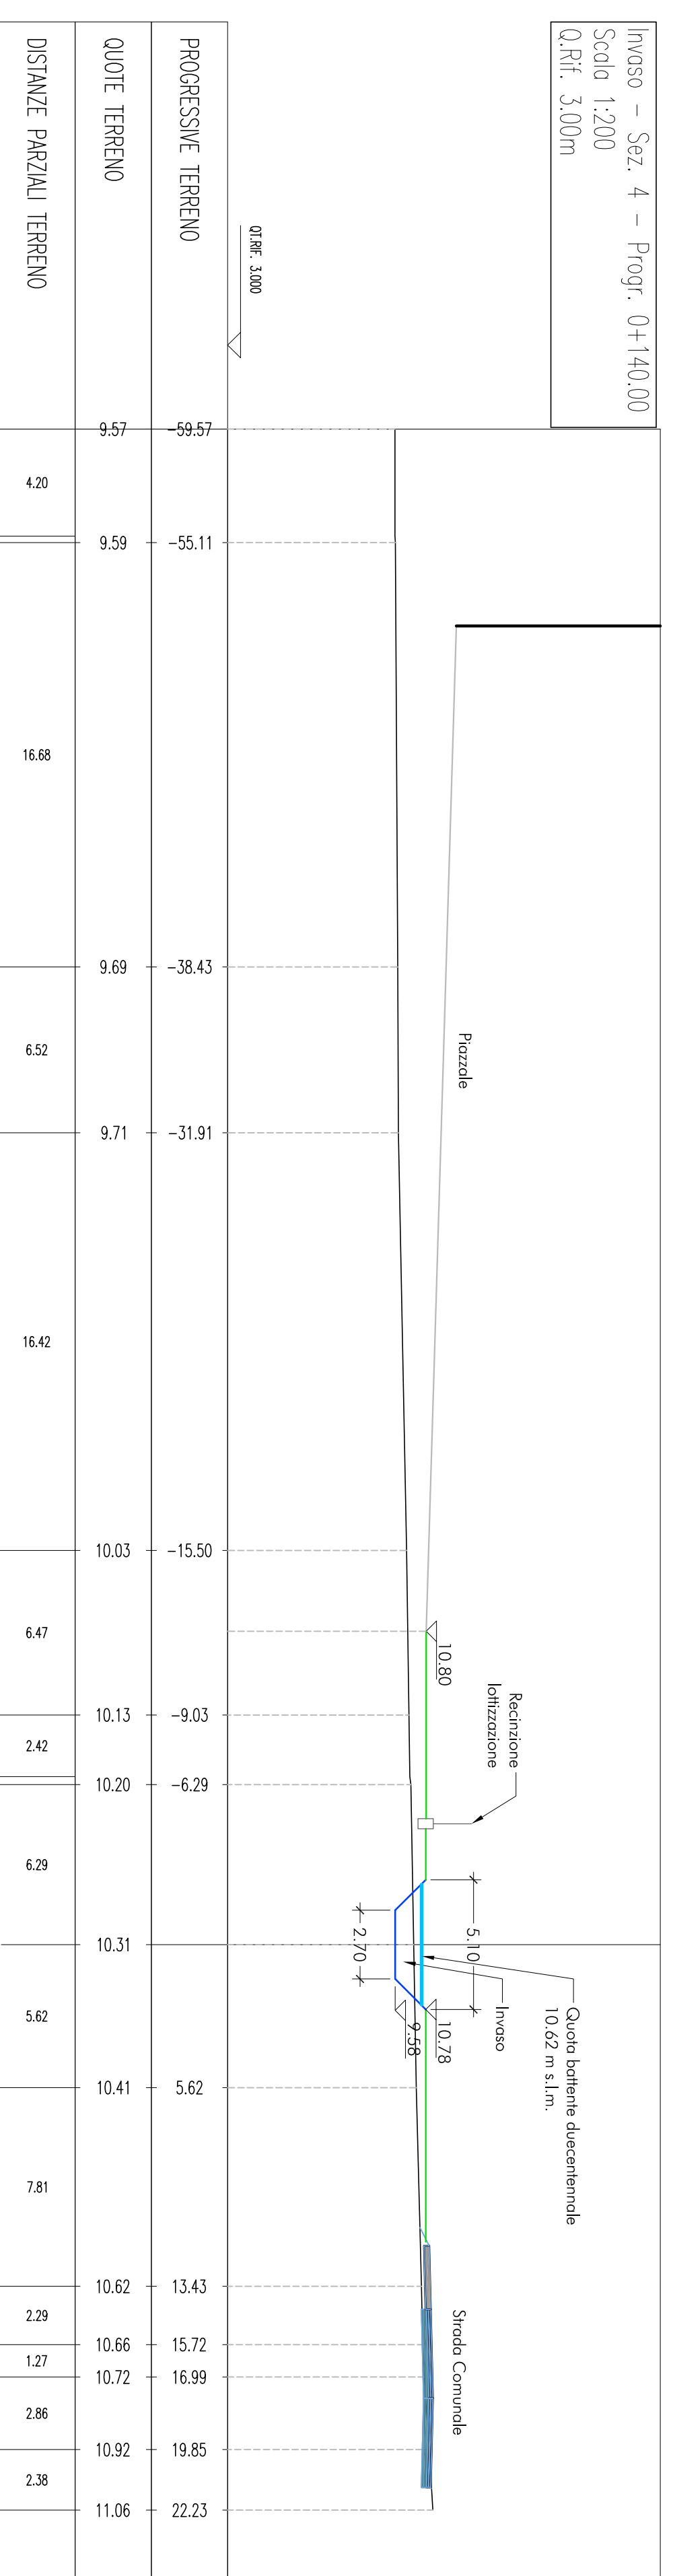 Invaso - Sez. 4 - Progr. 0+140.00
Scala 1:200
Q.Rif. 3.00m
Piazzale
10.80
Recinzione
lottizzazione
5.10
2.70
Quota battente duecentennale
10.62 m s.l.m.
Invaso
10.78
9.58
Strada Comunale
QT.RIF. 3.000
PROGRESSIVE TERRENO
-59.57 -55.11 -38.43 -31.91 -15.50 -9.03 -6.29 5.62 13.43 15.72 16.99 19.85 22.23
QUOTE TERRENO
9.57 9.59 9.69 9.71 10.03 10.13 10.20 10.31 10.41 10.62 10.66 10.72 10.92 11.06
DISTANZE PARZIALI TERRENO
4.20 16.68 6.52 16.42 6.47 2.42 6.29 5.62 7.81 2.29 1.27 2.86 2.38